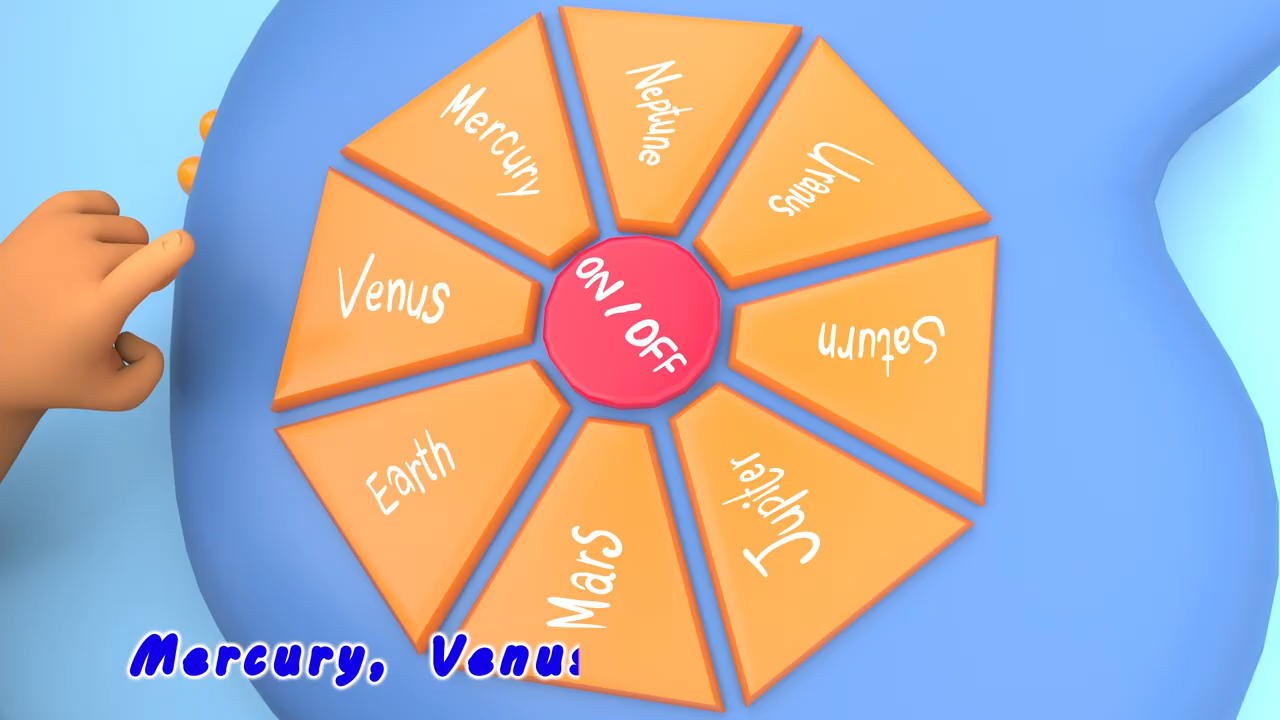 Neptune
Mercury
Uranus
Venus
ON / OFF
Saturn
Earth
Jupiter
Mars
Mercury, Venus